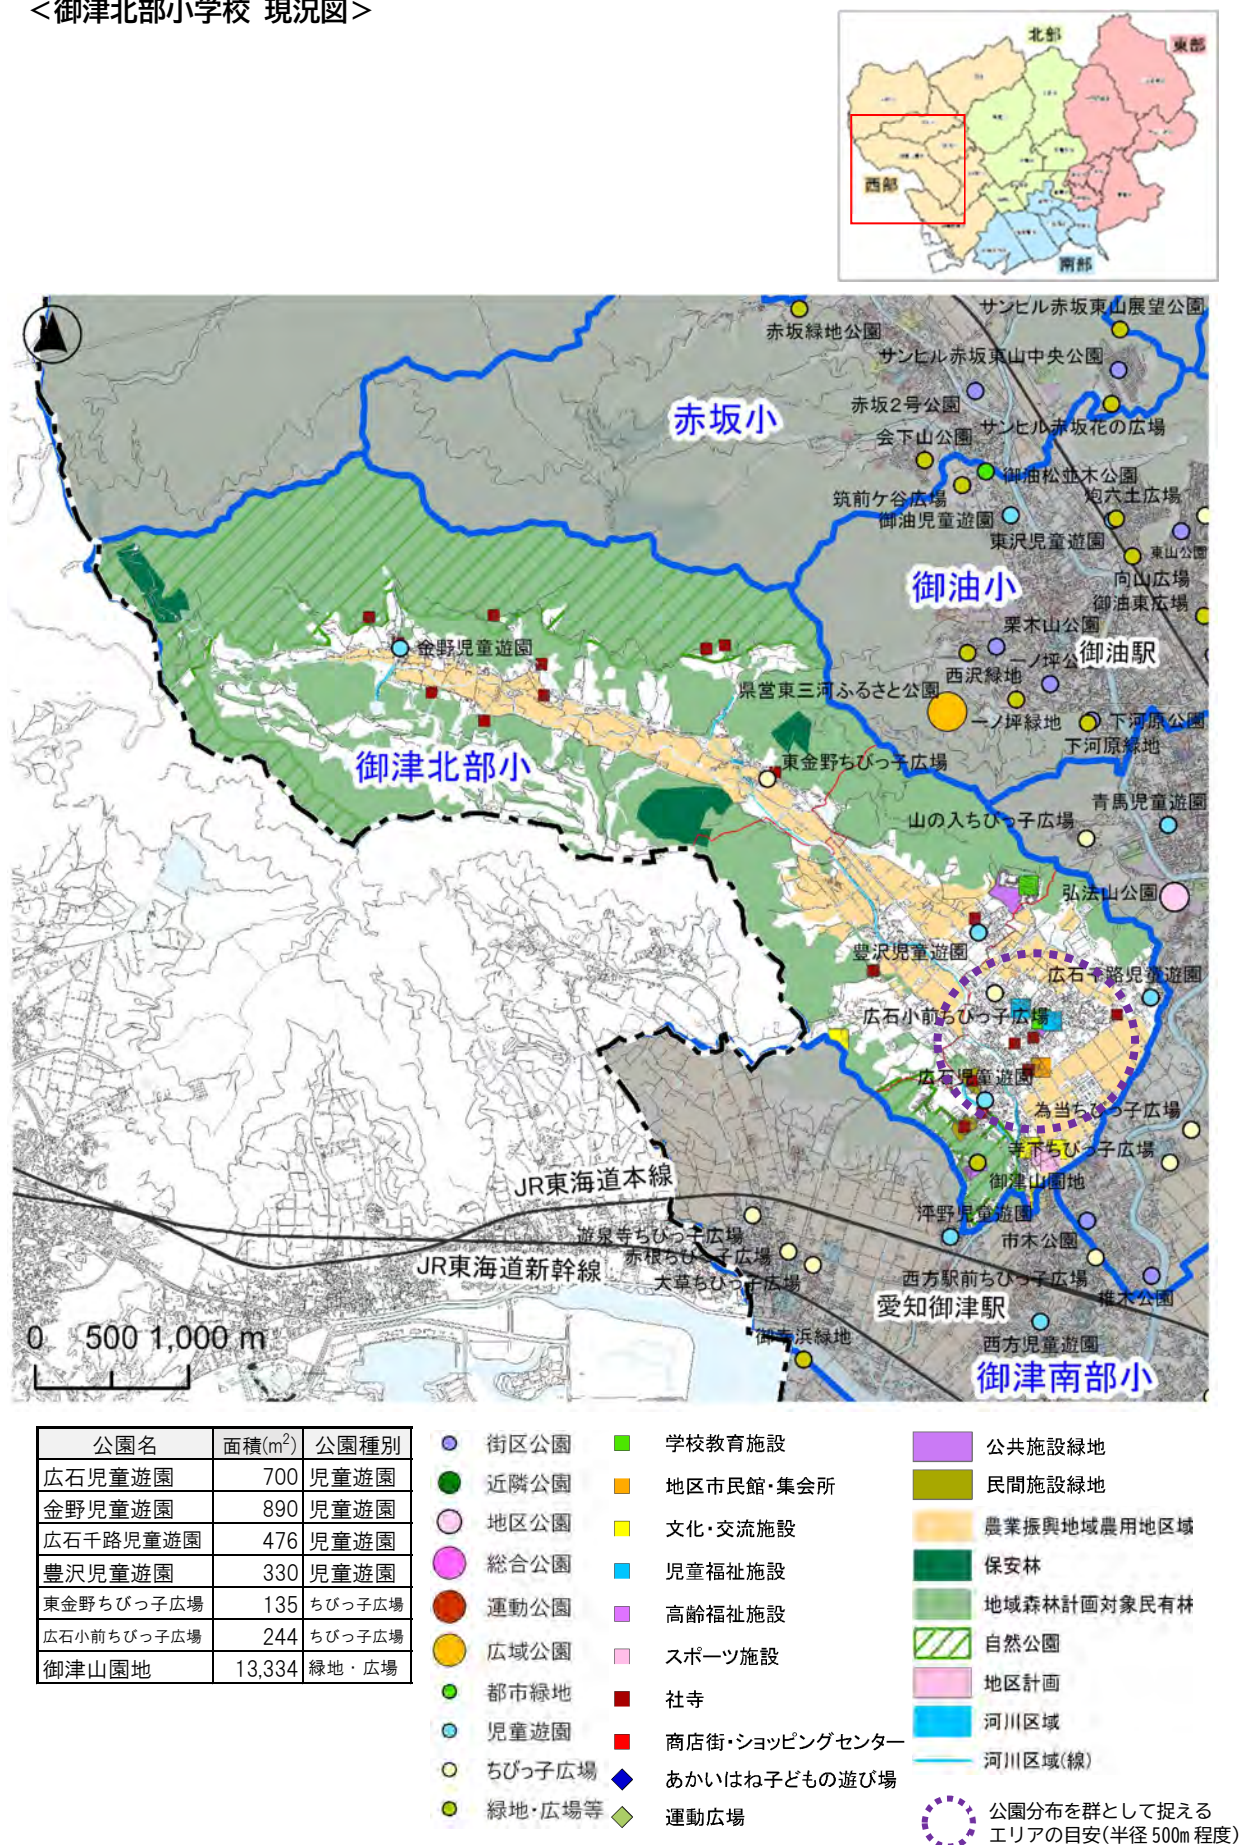 ＜御津北部小学校 現況図＞
北部
東部
西部
南部
サンヒル赤坂東山展望公園
赤坂緑地公園
サンヒル赤坂東山中央公園
赤坂2号公園
赤坂小
サンヒル赤坂花の広場
会下山公園
御油松並木公園
筑前ケ谷広場
炮六土広場
御油児童遊園
東沢児童遊園
東山公園
御油小
向山広場
御油東広場
栗木山公園
金野児童遊園
一ノ坪公
御油駅
西沢緑地
県営東三河ふるさと公園
一ノ坪緑地
下河原公園
下河原緑地
御津北部小
東金野ちびっ子広場
青馬児童遊園
山の入ちびっ子広場
弘法山公園
豊沢児童遊園
広石千路児童遊園
広石小前ちびっ子広場
広石児童遊園
為当ちびっ子広場
寺下ちびっ子広場
御津山園地
JR東海道本線
泙野児童遊園
遊泉寺ちびっ子広場
市木公園
赤根ちびっ子広場
JR東海道新幹線
大草ちびっ子広場
西方駅前ちびっ子広場
椎木公園
愛知御津駅
0 500 1,000 m
御幸浜緑地
西方児童遊園
御津南部小
公園名 面積(m²) 公園種別
広石児童遊園 700 児童遊園
金野児童遊園 890 児童遊園
広石千路児童遊園 476 児童遊園
豊沢児童遊園 330 児童遊園
東金野ちびっ子広場 135 ちびっ子広場
広石小前ちびっ子広場 244 ちびっ子広場
御津山園地 13,334 緑地・広場
街区公園
近隣公園
地区公園
総合公園
運動公園
広域公園
都市緑地
児童遊園
ちびっ子広場
緑地・広場等
学校教育施設
地区市民館・集会所
文化・交流施設
児童福祉施設
高齢福祉施設
スポーツ施設
社寺
商店街・ショッピングセンター
あかいはね子どもの遊び場
運動広場
公共施設緑地
民間施設緑地
農業振興地域農用地区域
保安林
地域森林計画対象民有林
自然公園
地区計画
河川区域
河川区域(線)
公園分布を群として捉える
エリアの目安(半径500m程度)